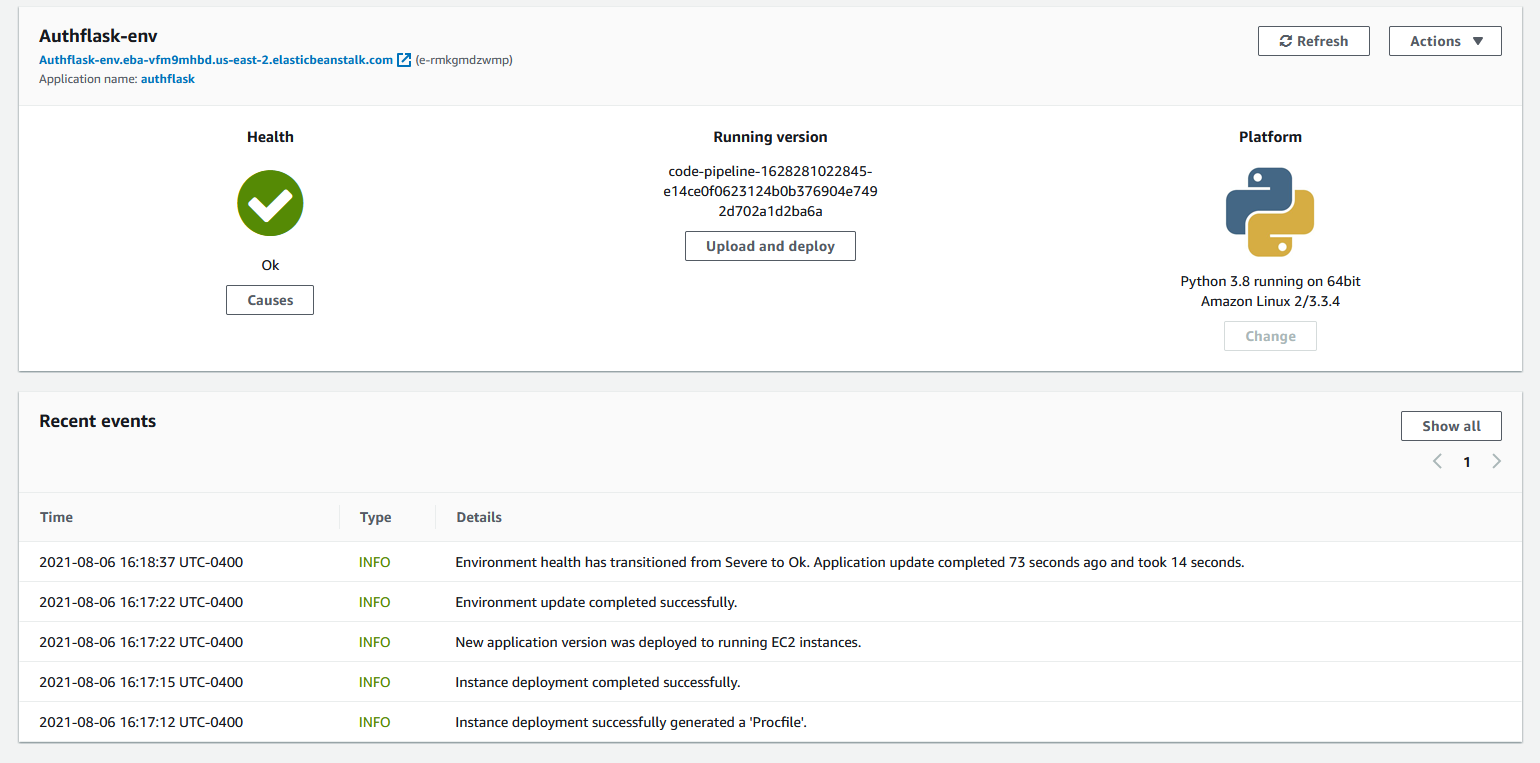 Authflask-env
Refresh
Actions
Authflask-env.eba-vfm9mhbd.us-east-2.elasticbeanstalk.com (e-rmkgmdzwmp)
Application name: authflask
Health
Running version
Platform
code-pipeline-1628281022845-
e14ce0f0623124b0b376904e749
2d702a1d2ba6a
Upload and deploy
Ok
Causes
Python 3.8 running on 64bit
Amazon Linux 2/3.3.4
Change
Recent events
Show all
1
Time Type Details
2021-08-06 16:18:37 UTC-0400 INFO Environment health has transitioned from Severe to Ok. Application update completed 73 seconds ago and took 14 seconds.
2021-08-06 16:17:22 UTC-0400 INFO Environment update completed successfully.
2021-08-06 16:17:22 UTC-0400 INFO New application version was deployed to running EC2 instances.
2021-08-06 16:17:15 UTC-0400 INFO Instance deployment completed successfully.
2021-08-06 16:17:12 UTC-0400 INFO Instance deployment successfully generated a 'Procfile'.